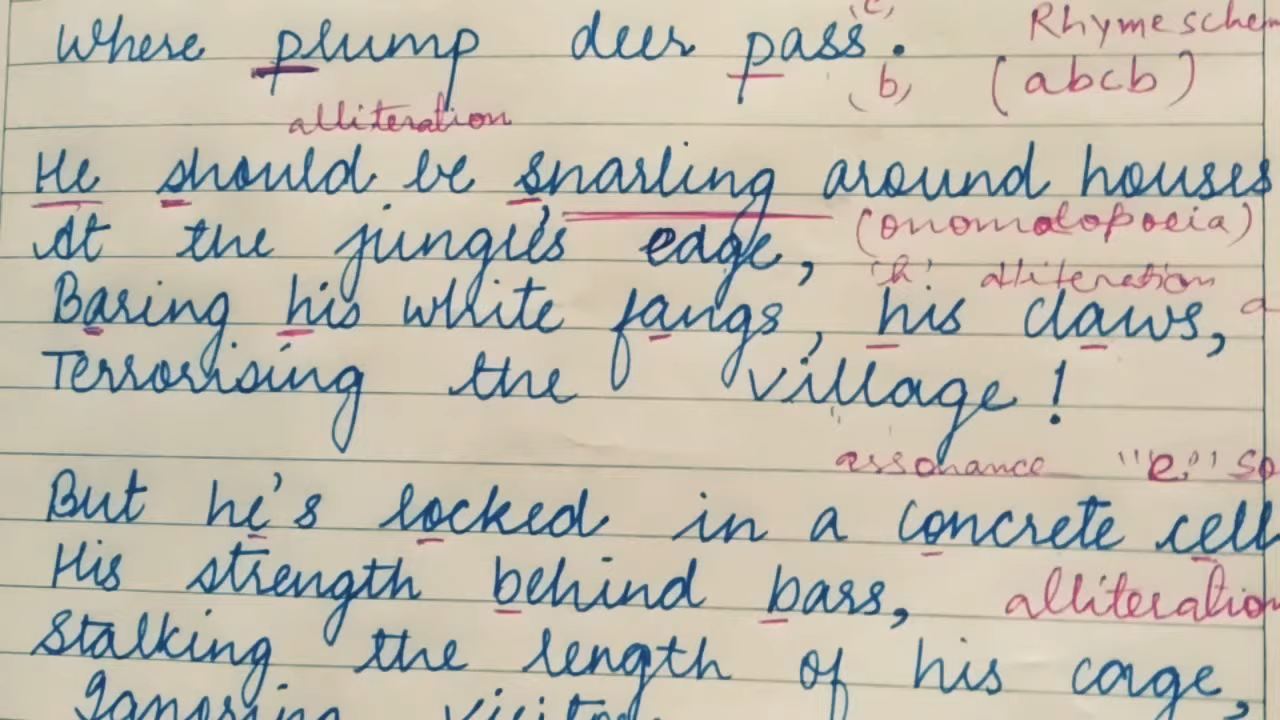 (c)
Where plump deer pass. Rhyme schem
(b) (abcb)
alliteration
He should be snarling around houses
At the jungle's edge, (onomatopoeia)
'h' alliteration
Baring his white fangs, his claws, a
Terrorising the village!
assonance "e" so
But he's locked in a concrete cell
His strength behind bars, alliteration
Stalking the length of his cage,
Ignoring visitor